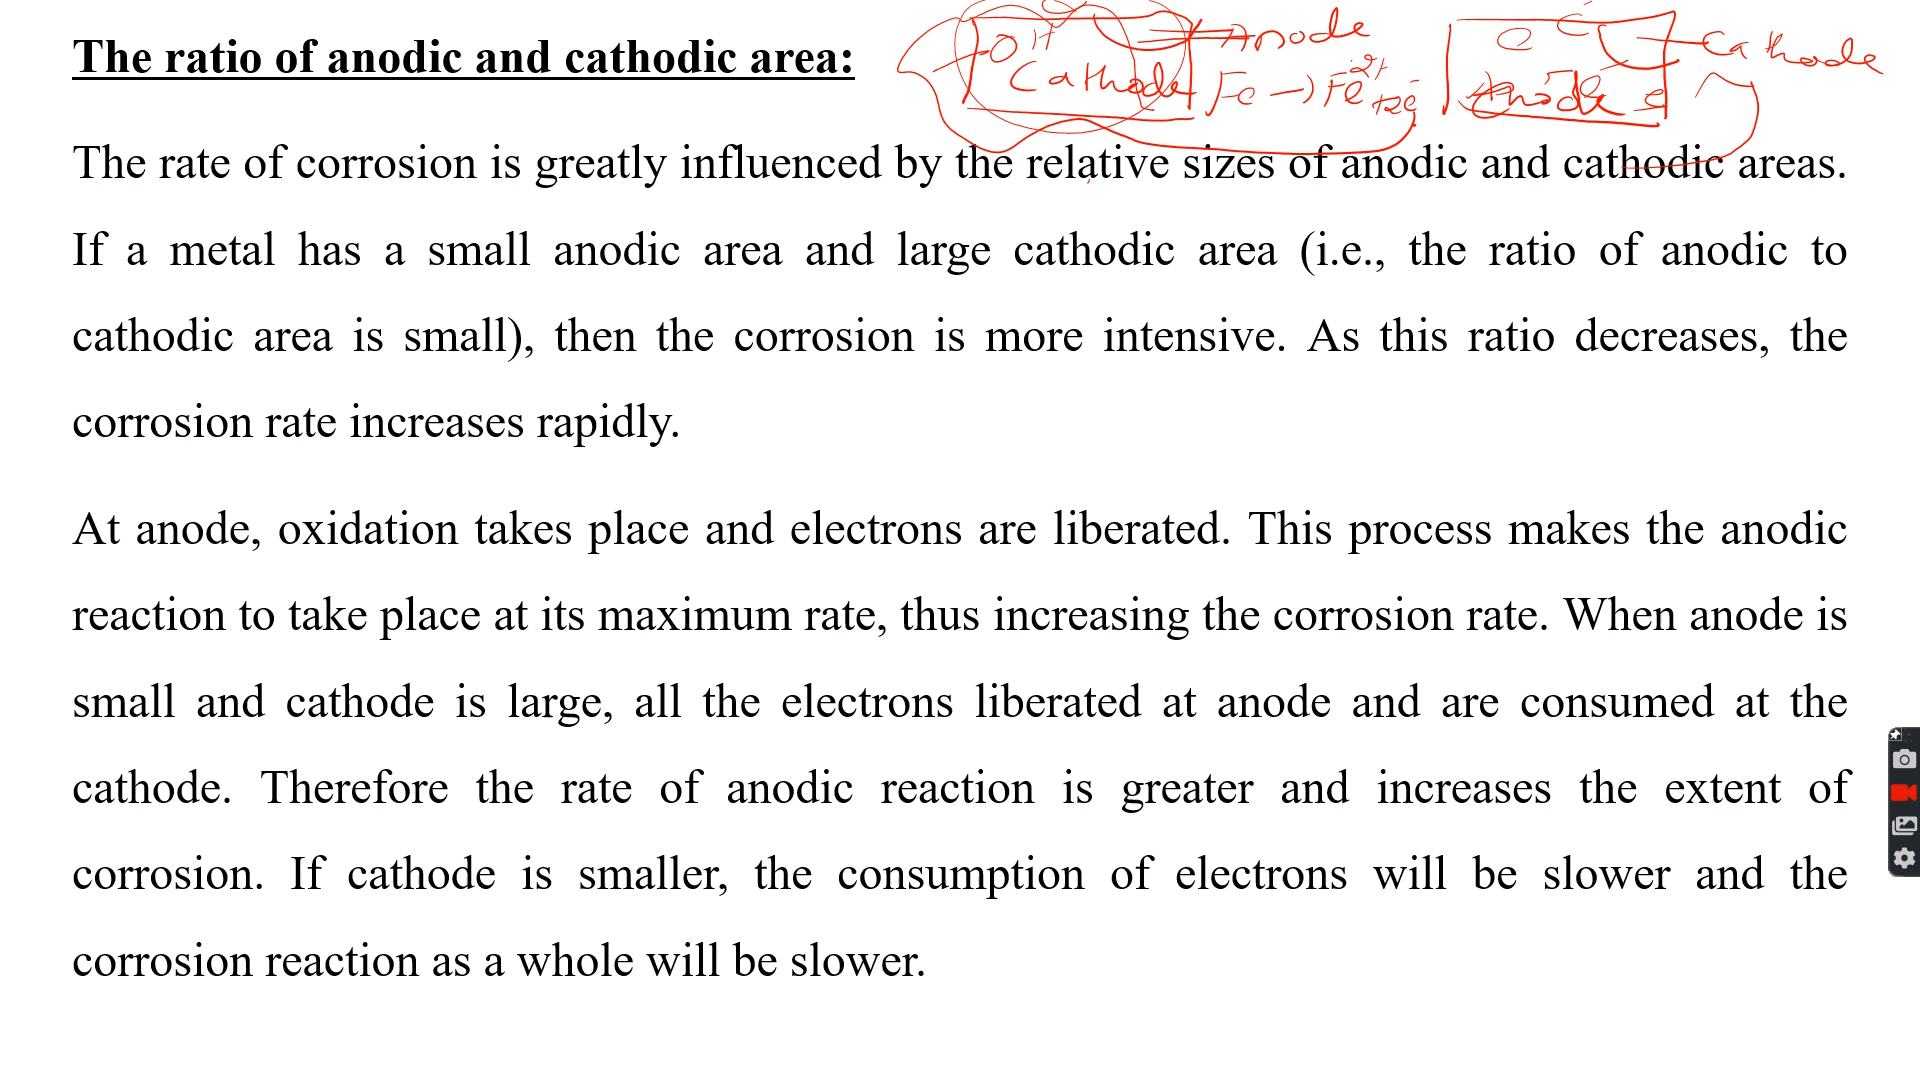 The ratio of anodic and cathodic area:
OH
Cathode
Anode
Fe → Fe2+ +2e-
e e-
Anode e
Cathode
The rate of corrosion is greatly influenced by the relative sizes of anodic and cathodic areas.
If a metal has a small anodic area and large cathodic area (i.e., the ratio of anodic to
cathodic area is small), then the corrosion is more intensive. As this ratio decreases, the
corrosion rate increases rapidly.
At anode, oxidation takes place and electrons are liberated. This process makes the anodic
reaction to take place at its maximum rate, thus increasing the corrosion rate. When anode is
small and cathode is large, all the electrons liberated at anode and are consumed at the
cathode. Therefore the rate of anodic reaction is greater and increases the extent of
corrosion. If cathode is smaller, the consumption of electrons will be slower and the
corrosion reaction as a whole will be slower.